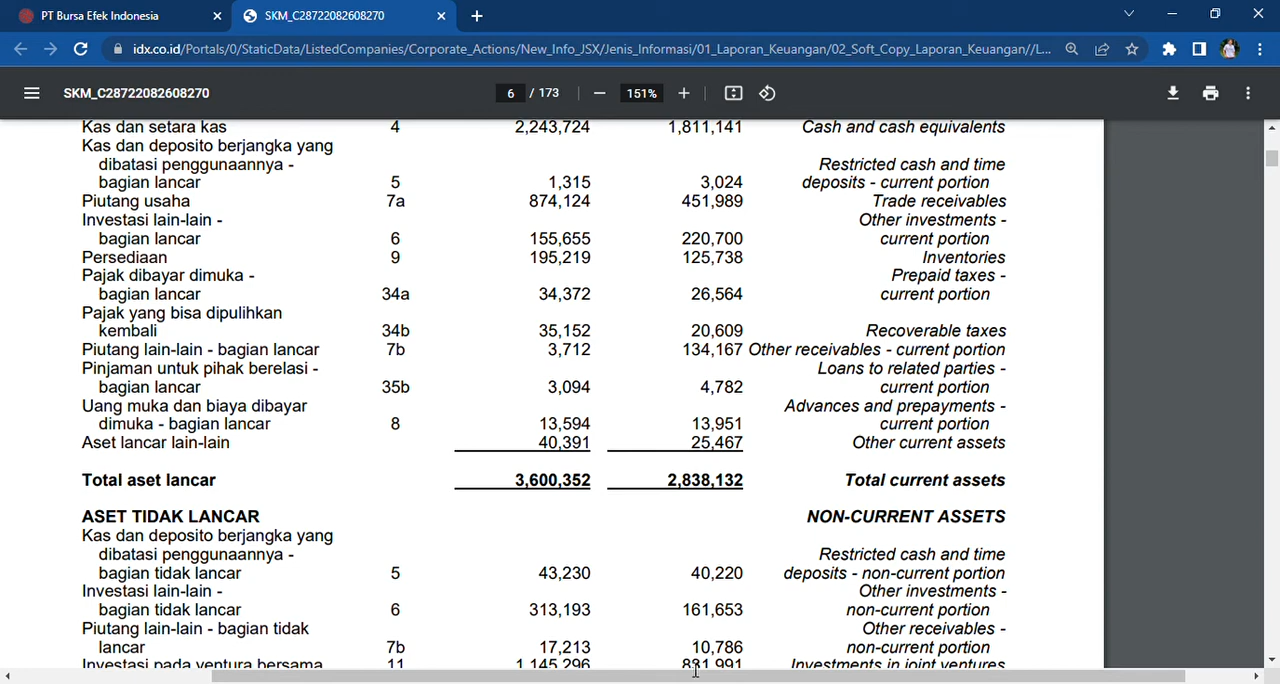 PT Bursa Efek Indonesia SKM_C28722082608270
idx.co.id/Portals/0/StaticData/ListedCompanies/Corporate_Actions/New_Info_JSX/Jenis_Informasi/01_Laporan_Keuangan/02_Soft_Copy_Laporan_Keuangan//L...
SKM_C28722082608270 6 / 173 151%
Kas dan setara kas 4 2,243,724 1,811,141 Cash and cash equivalents
Kas dan deposito berjangka yang
dibatasi penggunaannya - Restricted cash and time
bagian lancar 5 1,315 3,024 deposits - current portion
Piutang usaha 7a 874,124 451,989 Trade receivables
Investasi lain-lain - Other investments -
bagian lancar 6 155,655 220,700 current portion
Persediaan 9 195,219 125,738 Inventories
Pajak dibayar dimuka - Prepaid taxes -
bagian lancar 34a 34,372 26,564 current portion
Pajak yang bisa dipulihkan
kembali 34b 35,152 20,609 Recoverable taxes
Piutang lain-lain - bagian lancar 7b 3,712 134,167 Other receivables - current portion
Pinjaman untuk pihak berelasi - Loans to related parties -
bagian lancar 35b 3,094 4,782 current portion
Uang muka dan biaya dibayar Advances and prepayments -
dimuka - bagian lancar 8 13,594 13,951 current portion
Aset lancar lain-lain 40,391 25,467 Other current assets
Total aset lancar 3,600,352 2,838,132 Total current assets
ASET TIDAK LANCAR NON-CURRENT ASSETS
Kas dan deposito berjangka yang
dibatasi penggunaannya - Restricted cash and time
bagian tidak lancar 5 43,230 40,220 deposits - non-current portion
Investasi lain-lain - Other investments -
bagian tidak lancar 6 313,193 161,653 non-current portion
Piutang lain-lain - bagian tidak Other receivables -
lancar 7b 17,213 10,786 non-current portion
Investasi pada ventura bersama 11 1,145,296 Investments in joint ventures